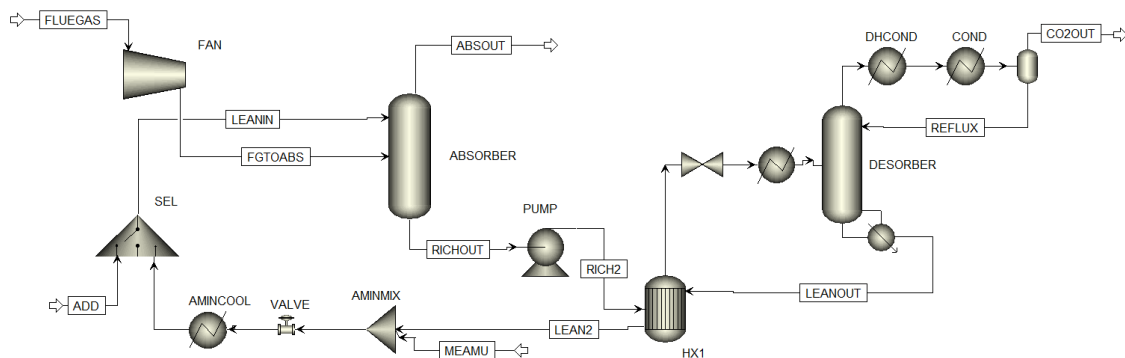 FLUEGAS
FAN
ABSOUT
DHCOND
COND
CO2OUT
LEANIN
REFLUX
FGTOABS
ABSORBER
DESORBER
SEL
PUMP
RICHOUT
RICH2
LEANOUT
ADD
AMINCOOL
VALVE
AMINMIX
LEAN2
MEAMU
HX1